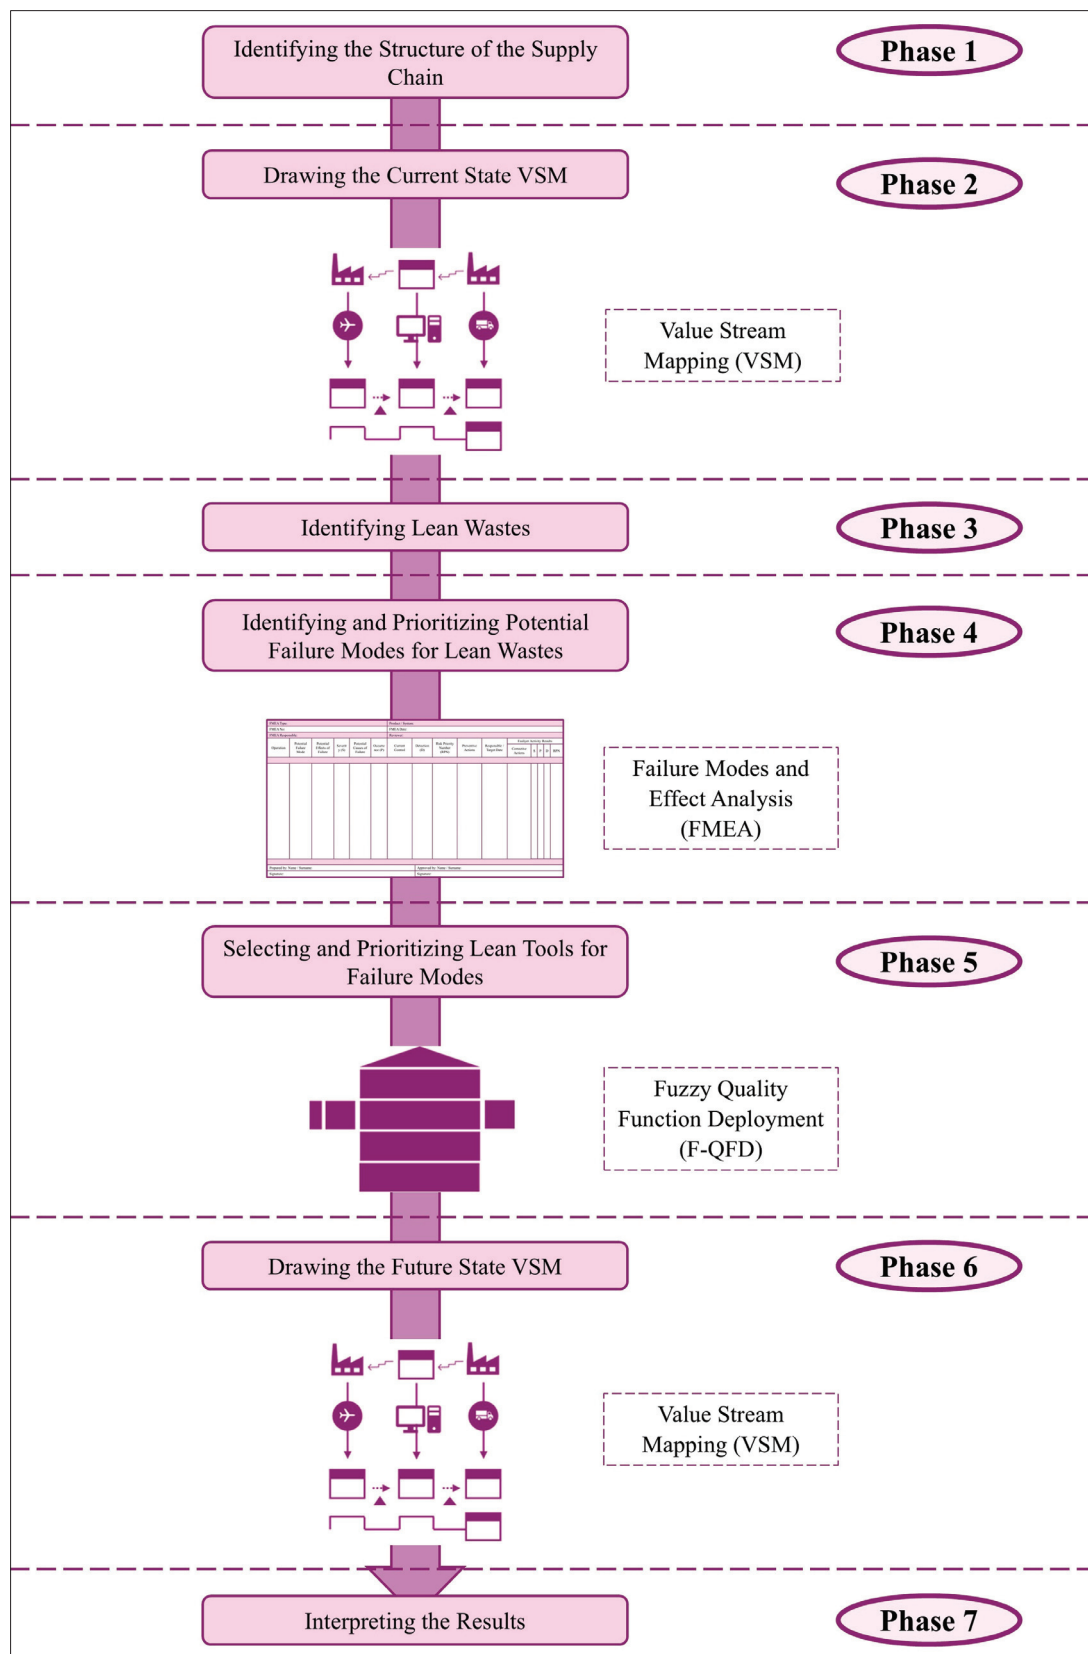 Identifying the Structure of the Supply
Chain
Phase 1
Drawing the Current State VSM
Phase 2
Value Stream
Mapping (VSM)
Identifying Lean Wastes
Phase 3
Identifying and Prioritizing Potential
Failure Modes for Lean Wastes
Phase 4
Failure Modes and
Effect Analysis
(FMEA)
Selecting and Prioritizing Lean Tools for
Failure Modes
Phase 5
Fuzzy Quality
Function Deployment
(F-QFD)
Drawing the Future State VSM
Phase 6
Value Stream
Mapping (VSM)
Interpreting the Results
Phase 7